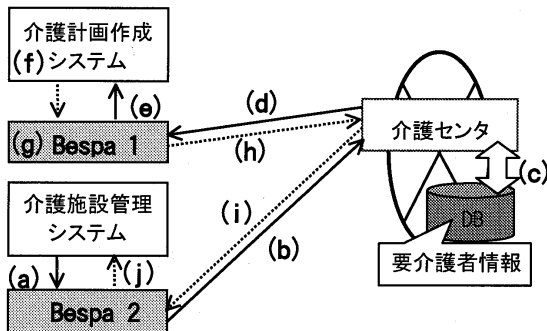 介護計画作成
(f)システム
(e)
(g) Bespa 1
(d)
(h)
介護センタ
(c)
DB
要介護者情報
介護施設管理
システム
(i)
(b)
(a)
(j)
Bespa 2